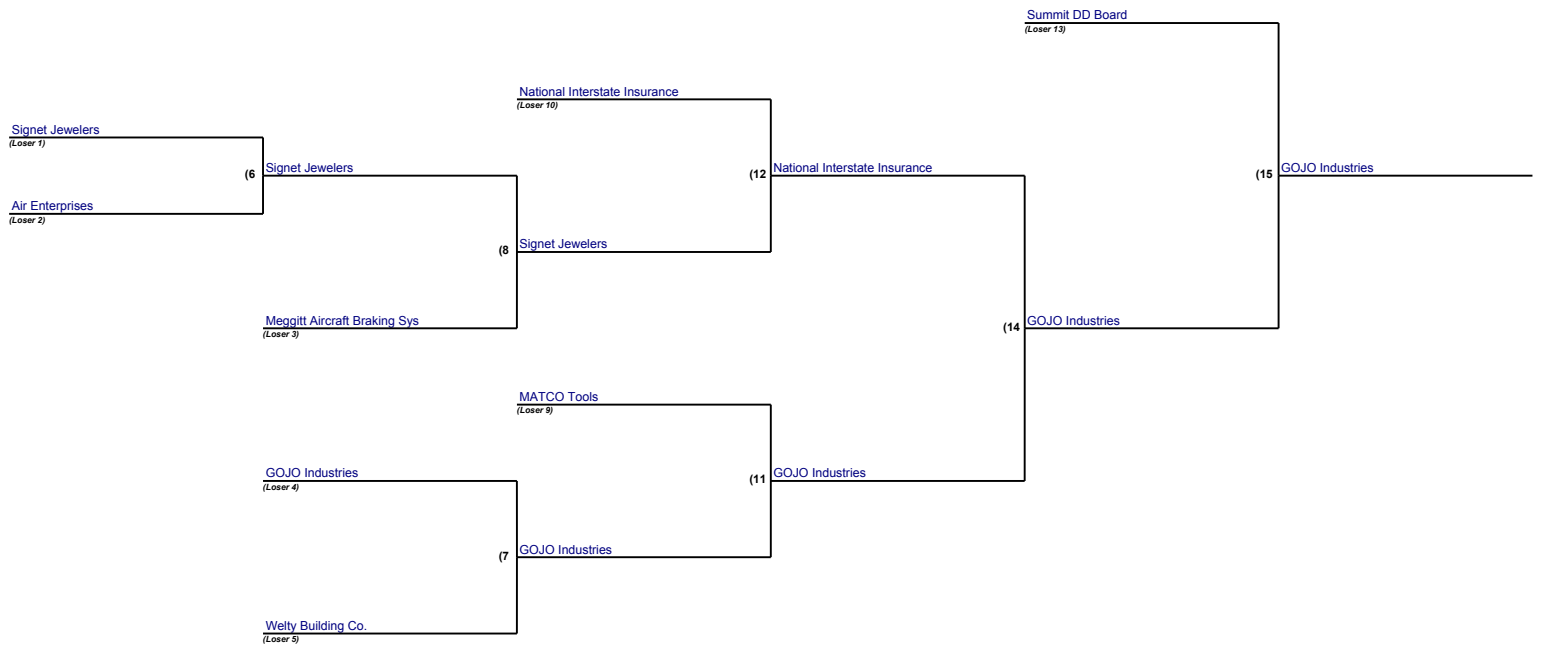 Summit DD Board
(Loser 13)
National Interstate Insurance
(Loser 10)
Signet Jewelers
(Loser 1)
(6
Signet Jewelers
(12
National Interstate Insurance
(15
GOJO Industries
Air Enterprises
(Loser 2)
(8
Signet Jewelers
Meggitt Aircraft Braking Sys
(Loser 3)
(14
GOJO Industries
MATCO Tools
(Loser 9)
GOJO Industries
(Loser 4)
(11
GOJO Industries
(7
GOJO Industries
Welty Building Co.
(Loser 5)